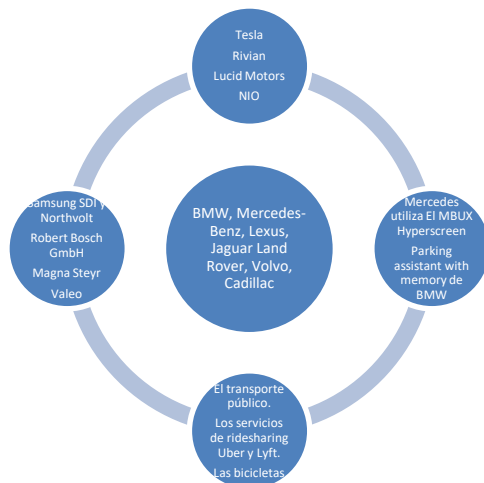 Tesla
Rivian
Lucid Motors
NIO
Samsung SDI y
Northvolt
Robert Bosch
GmbH
Magna Steyr
Valeo
BMW, Mercedes-
Benz, Lexus,
Jaguar Land
Rover, Volvo,
Cadillac
Mercedes
utiliza El MBUX
Hyperscreen
Parking
assistant with
memory de
BMW
El transporte
público.
Los servicios
de ridesharing
Uber y Lyft.
Las bicicletas